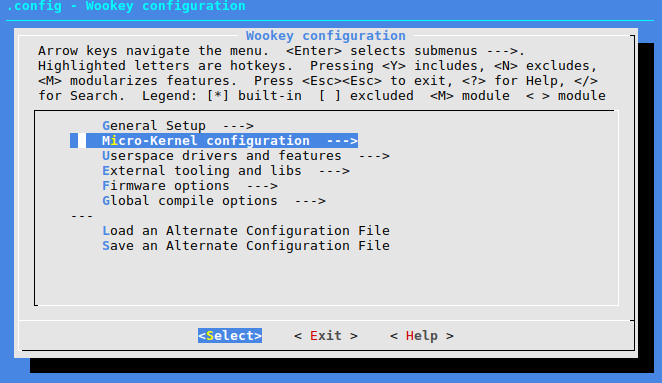 .config - Wookey configuration
Wookey configuration
Arrow keys navigate the menu.  <Enter> selects submenus --->.
Highlighted letters are hotkeys.  Pressing <Y> includes, <N> excludes,
<M> modularizes features.  Press <Esc><Esc> to exit, <?> for Help, </>
for Search.  Legend: [*] built-in  [ ] excluded  <M> module  < > module
General Setup  --->
Micro-Kernel configuration  --->
Userspace drivers and features  --->
External tooling and libs  --->
Firmware options  --->
Global compile options  --->
---
Load an Alternate Configuration File
Save an Alternate Configuration File
<Select>    < Exit >    < Help >